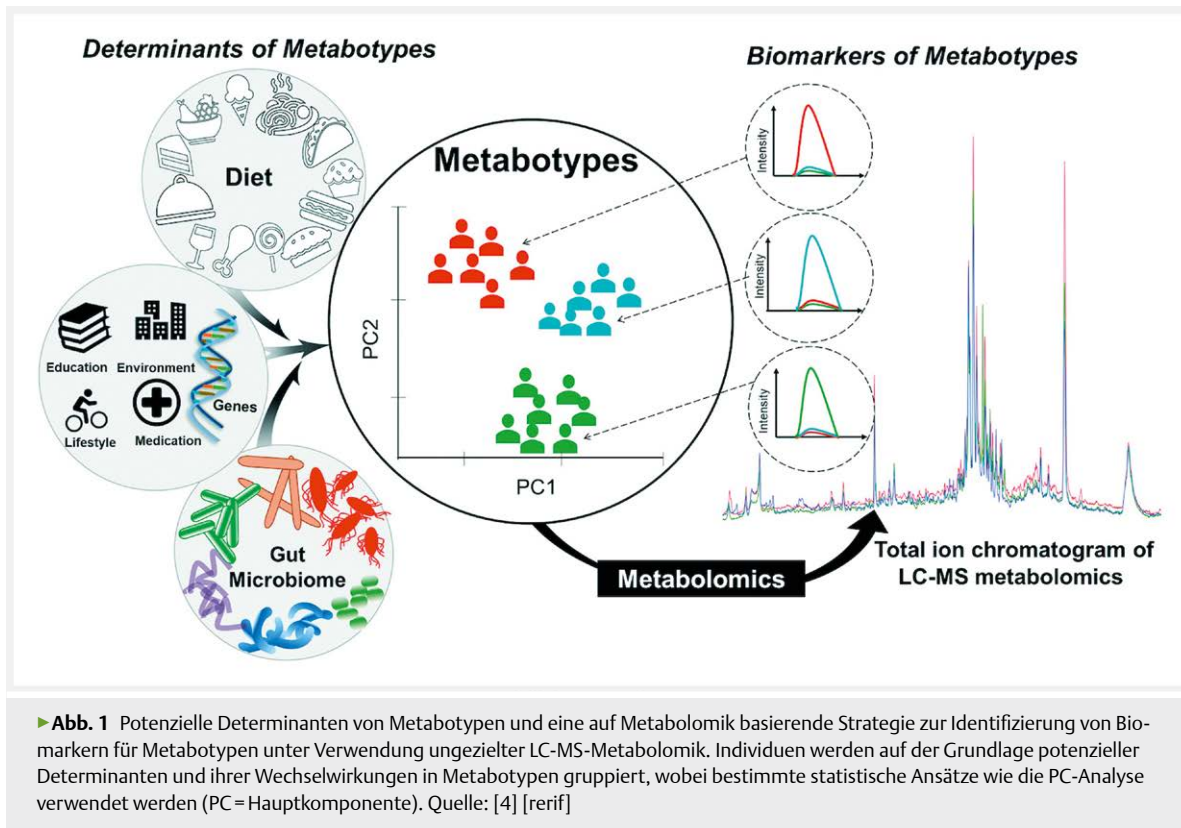 Determinants of Metabotypes
Biomarkers of Metabotypes
Diet
Education
Environment
Genes
Lifestyle
Medication
Gut
Microbiome
Metabotypes
PC2
PC1
Intensity
Intensity
Intensity
Metabolomics
Total ion chromatogram of
LC-MS metabolomics
►Abb. 1 Potenzielle Determinanten von Metabotypen und eine auf Metabolomik basierende Strategie zur Identifizierung von Bio-
markern für Metabotypen unter Verwendung ungezielter LC-MS-Metabolomik. Individuen werden auf der Grundlage potenzieller
Determinanten und ihrer Wechselwirkungen in Metabotypen gruppiert, wobei bestimmte statistische Ansätze wie die PC-Analyse
verwendet werden (PC = Hauptkomponente). Quelle: [4] [rerif]